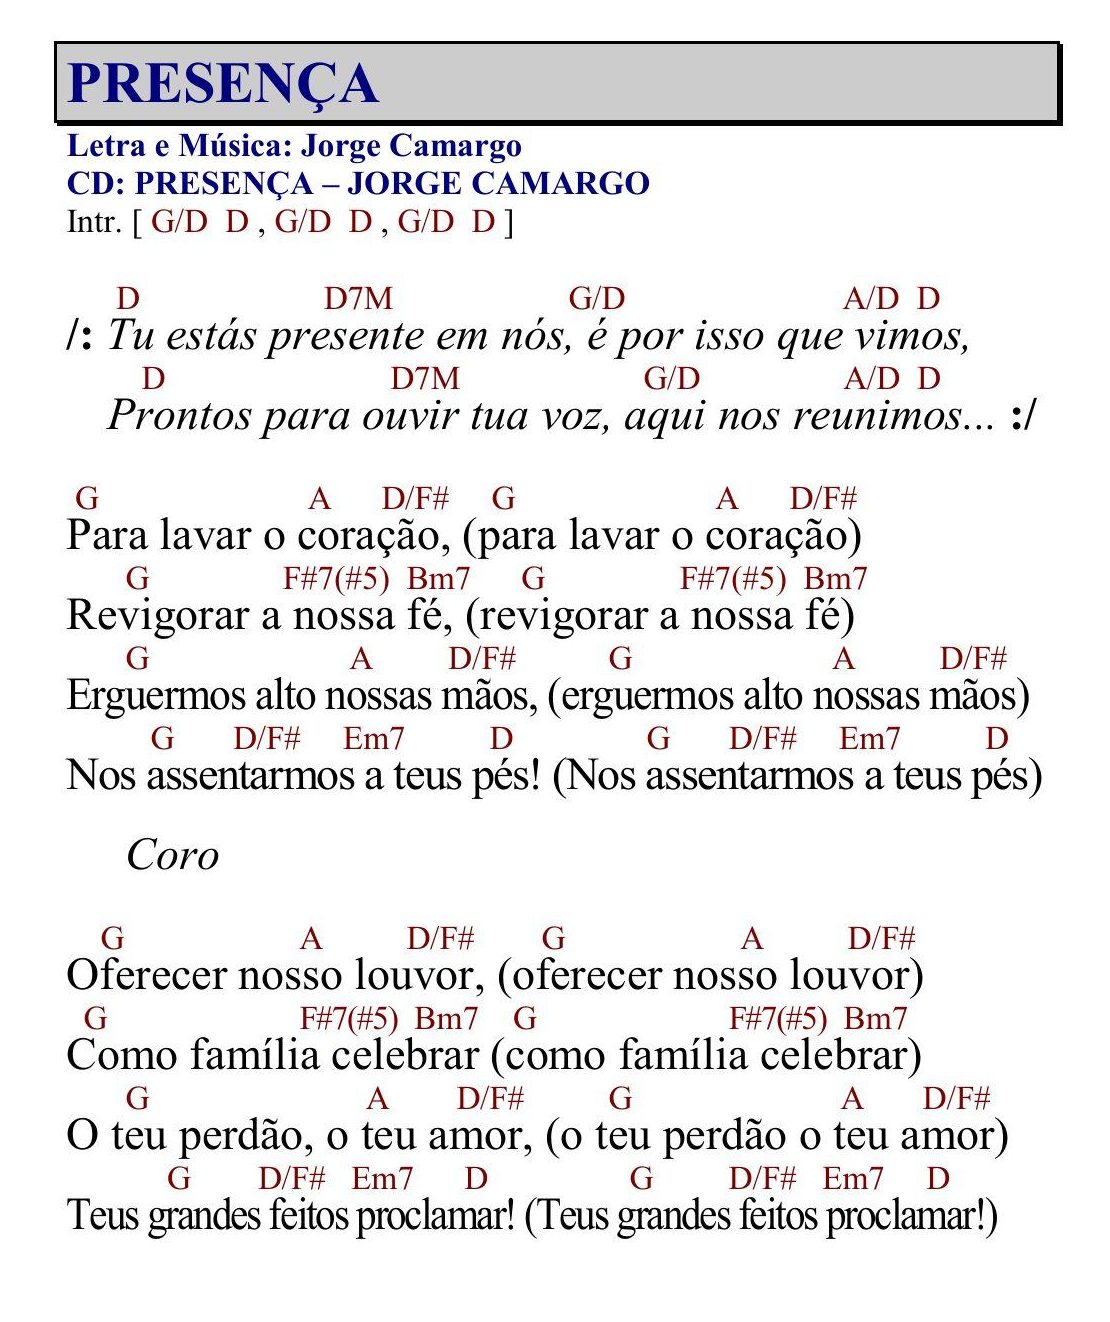 PRESENÇA
Letra e Música: Jorge Camargo
CD: PRESENÇA – JORGE CAMARGO
Intr. [ G/D D , G/D D , G/D D ]
D D7M G/D A/D D
/: Tu estás presente em nós, é por isso que vimos,
D D7M G/D A/D D
Prontos para ouvir tua voz, aqui nos reunimos... :/
G A D/F# G A D/F#
Para lavar o coração, (para lavar o coração)
G F#7(#5) Bm7 G F#7(#5) Bm7
Revigorar a nossa fé, (revigorar a nossa fé)
G A D/F# G A D/F#
Erguermos alto nossas mãos, (erguermos alto nossas mãos)
G D/F# Em7 D G D/F# Em7 D
Nos assentarmos a teus pés! (Nos assentarmos a teus pés)
Coro
G A D/F# G A D/F#
Oferecer nosso louvor, (oferecer nosso louvor)
G F#7(#5) Bm7 G F#7(#5) Bm7
Como família celebrar (como família celebrar)
G A D/F# G A D/F#
O teu perdão, o teu amor, (o teu perdão o teu amor)
G D/F# Em7 D G D/F# Em7 D
Teus grandes feitos proclamar! (Teus grandes feitos proclamar!)